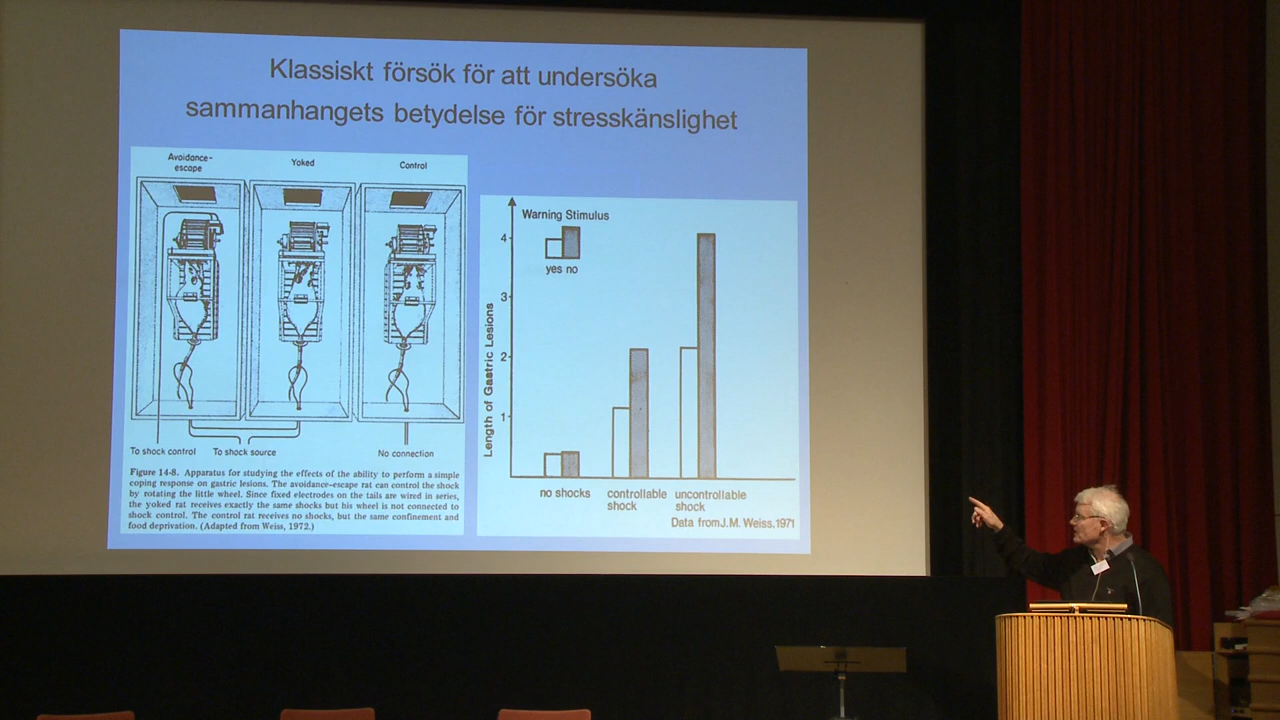 Klassiskt försök för att undersöka
sammanhangets betydelse för stresskänslighet
Avoidance-
escape
Yoked
Control
To shock control
To shock source
No connection
Figure 14-8. Apparatus for studying the effects of the ability to perform a simple
coping response on gastric lesions. The avoidance-escape rat can control the shock
by rotating the little wheel. Since fixed electrodes on the tails are wired in series,
the yoked rat receives exactly the same shocks but his wheel is not connected to
shock control. The control rat receives no shocks, but the same confinement and
food deprivation. (Adapted from Weiss, 1972.)
Warning Stimulus
yes no
Length of Gastric Lesions
4
3
2
1
no shocks
controllable
shock
uncontrollable
shock
Data from J.M. Weiss. 1971